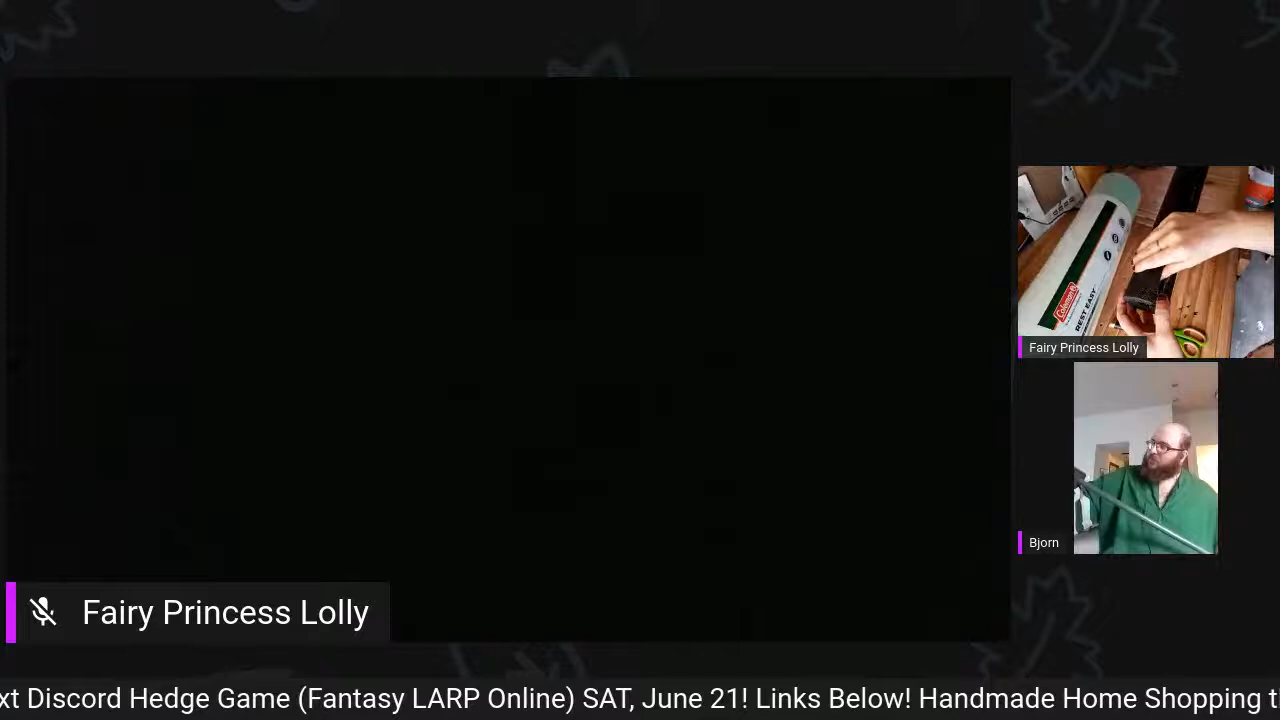 Coleman
REST EASY
Fairy Princess Lolly
Bjorn
Fairy Princess Lolly
xt Discord Hedge Game (Fantasy LARP Online) SAT, June 21! Links Below! Handmade Home Shopping t